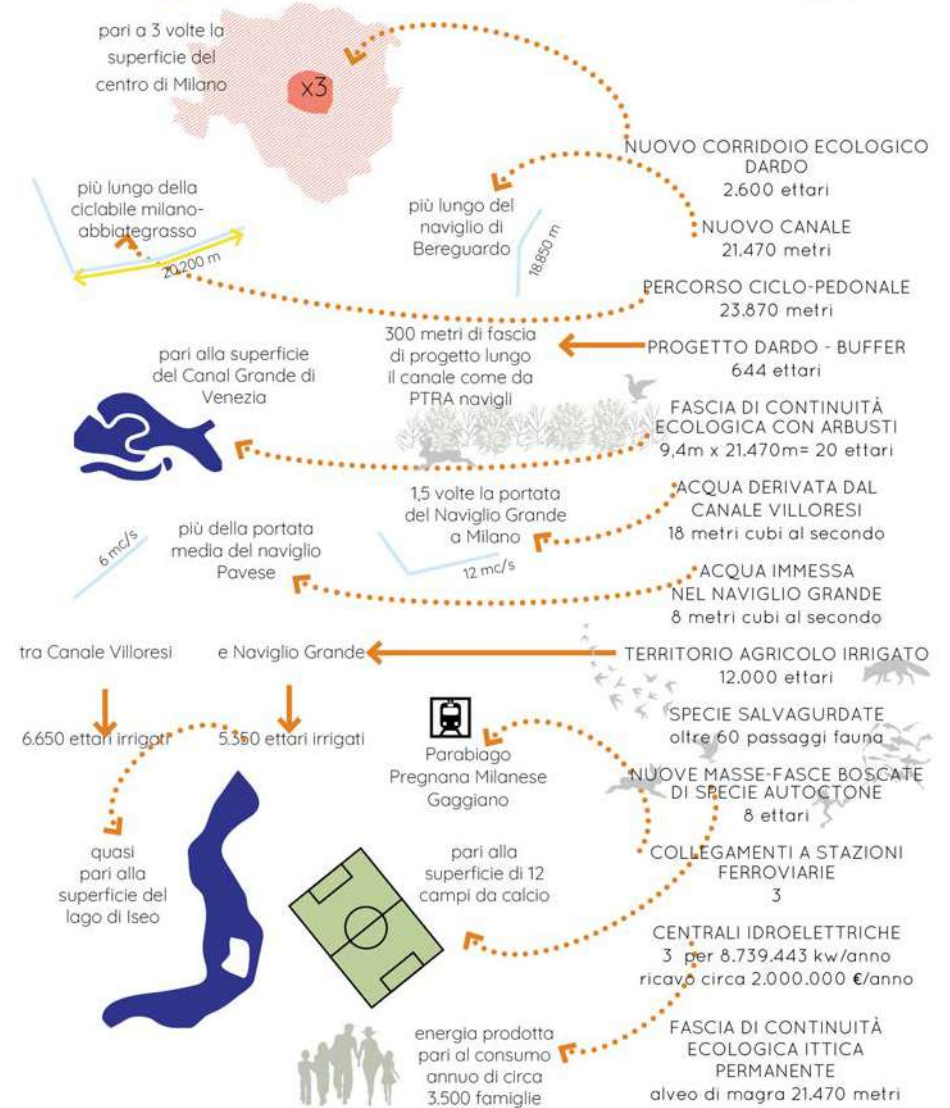 pari a 3 volte la
superficie del
centro di Milano
x3
NUOVO CORRIDOIO ECOLOGICO
DARDO
2.600 ettari
più lungo della
ciclabile milano-
abbiategrasso
20.200 m
più lungo del
naviglio di
Bereguardo
18.850 m
NUOVO CANALE
21.470 metri
PERCORSO CICLO-PEDONALE
23.870 metri
300 metri di fascia
di progetto lungo
il canale come da
PTRA navigli
PROGETTO DARDO - BUFFER
644 ettari
pari alla superficie
del Canal Grande di
Venezia
FASCIA DI CONTINUITÀ
ECOLOGICA CON ARBUSTI
9,4m x 21.470m= 20 ettari
1,5 volte la portata
del Naviglio Grande
a Milano
12 mc/s
ACQUA DERIVATA DAL
CANALE VILLORESI
18 metri cubi al secondo
6 mc/s
più della portata
media del naviglio
Pavese
ACQUA IMMESSA
NEL NAVIGLIO GRANDE
8 metri cubi al secondo
tra Canale Villoresi
e Naviglio Grande
TERRITORIO AGRICOLO IRRIGATO
12.000 ettari
6.650 ettari irrigati
5.350 ettari irrigati
SPECIE SALVAGURDATE
oltre 60 passaggi fauna
Parabiago
Pregnana Milanese
Gaggiano
NUOVE MASSE-FASCE BOSCATE
DI SPECIE AUTOCTONE
8 ettari
quasi
pari alla
superficie del
lago di Iseo
pari alla
superficie di 12
campi da calcio
COLLEGAMENTI A STAZIONI
FERROVIARIE
3
CENTRALI IDROELETTRICHE
3 per 8.739.443 kw/anno
ricavo circa 2.000.000 €/anno
energia prodotta
pari al consumo
annuo di circa
3.500 famiglie
FASCIA DI CONTINUITÀ
ECOLOGICA ITTICA
PERMANENTE
alveo di magra 21.470 metri